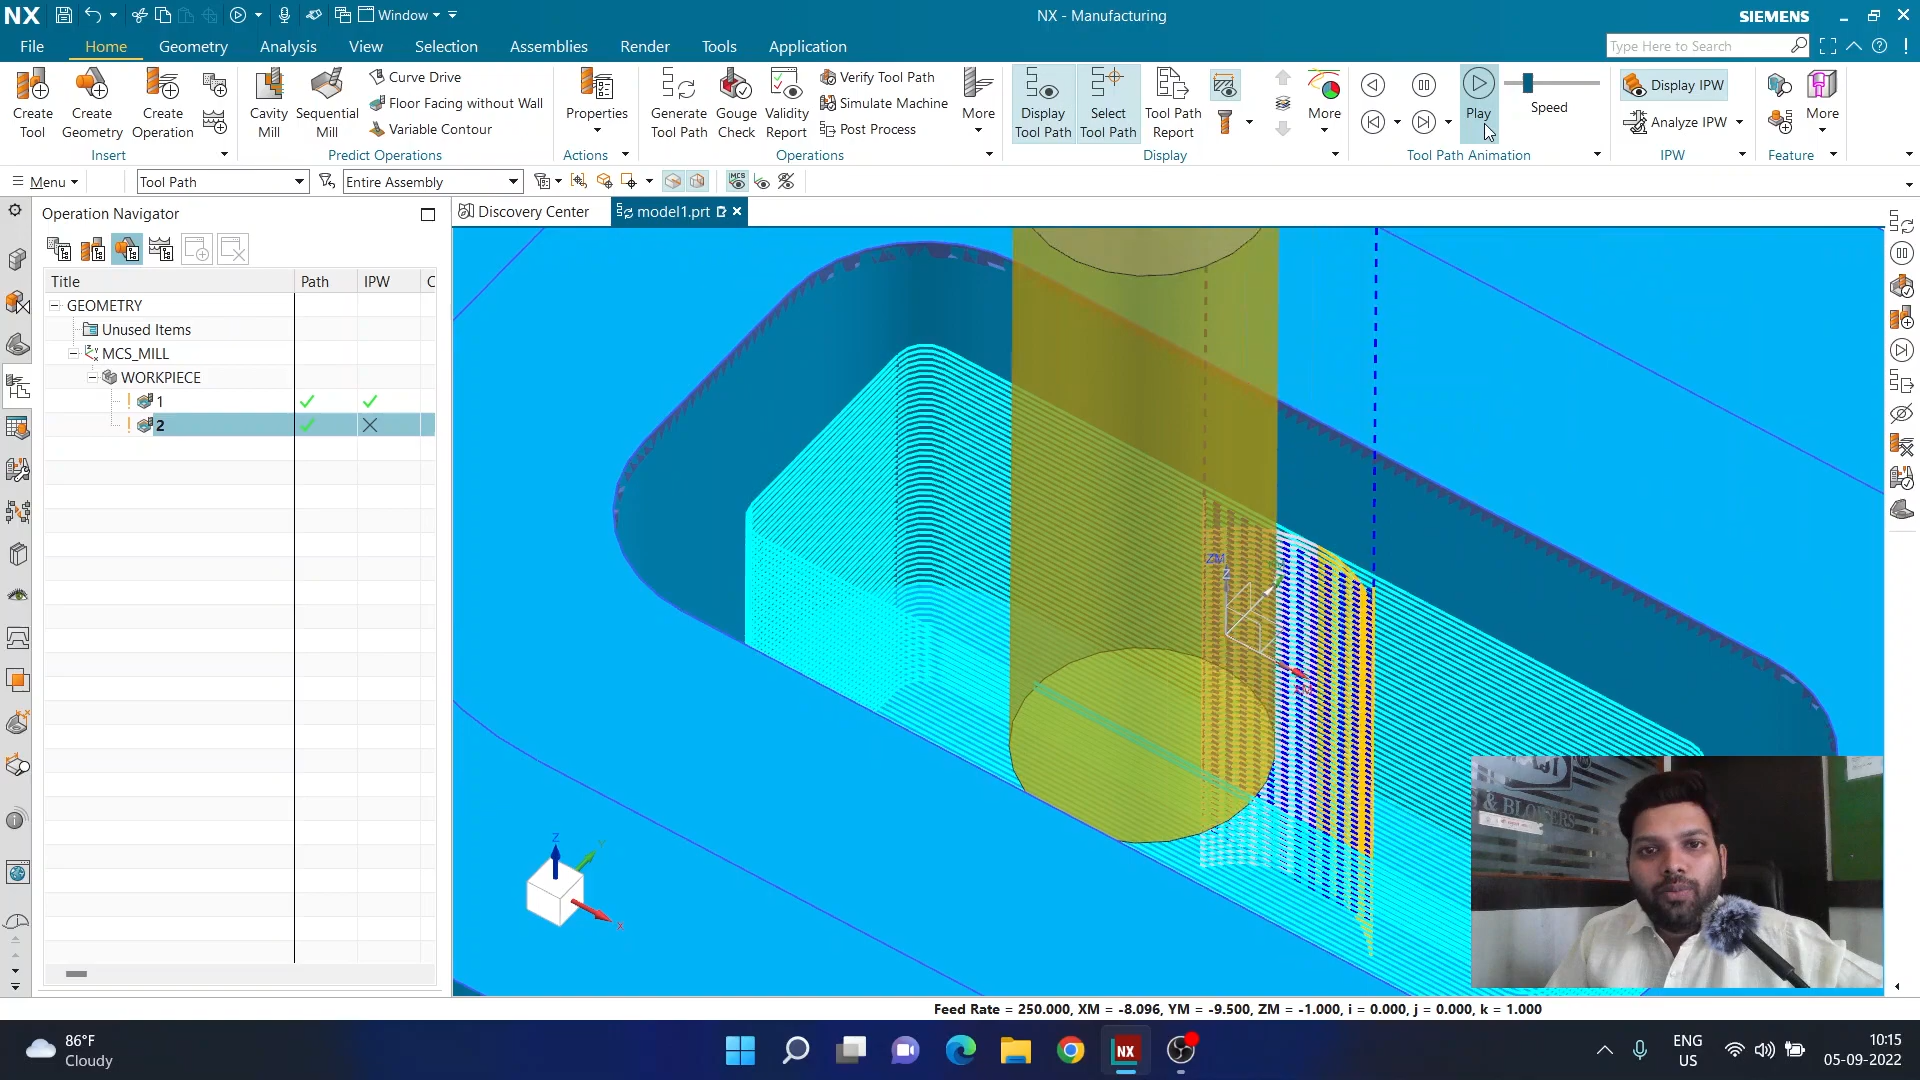 NX
Window
NX - Manufacturing
SIEMENS
File
Home
Geometry
Analysis
View
Selection
Assemblies
Render
Tools
Application
Type Here to Search
Create Tool
Create Geometry
Create Operation
Insert
Cavity Mill
Sequential Mill
Curve Drive
Floor Facing without Wall
Variable Contour
Predict Operations
Properties
Actions
Generate Tool Path
Gouge Check
Validity Report
Verify Tool Path
Simulate Machine
Post Process
More
Operations
Display Tool Path
Select Tool Path
Tool Path Report
More
Display
Play
Speed
Tool Path Animation
Display IPW
Analyze IPW
IPW
More
Feature
Menu
Tool Path
Entire Assembly
MCS
Operation Navigator
Discovery Center
model1.prt
Title
Path
IPW
C
GEOMETRY
Unused Items
MCS_MILL
WORKPIECE
1
2
ZM
Z
Z
Y
X
& BLOWERS
Feed Rate = 250.000, XM = -8.096, YM = -9.500, ZM = -1.000, i = 0.000, j = 0.000, k = 1.000
86°F
Cloudy
NX
ENG
US
10:15
05-09-2022